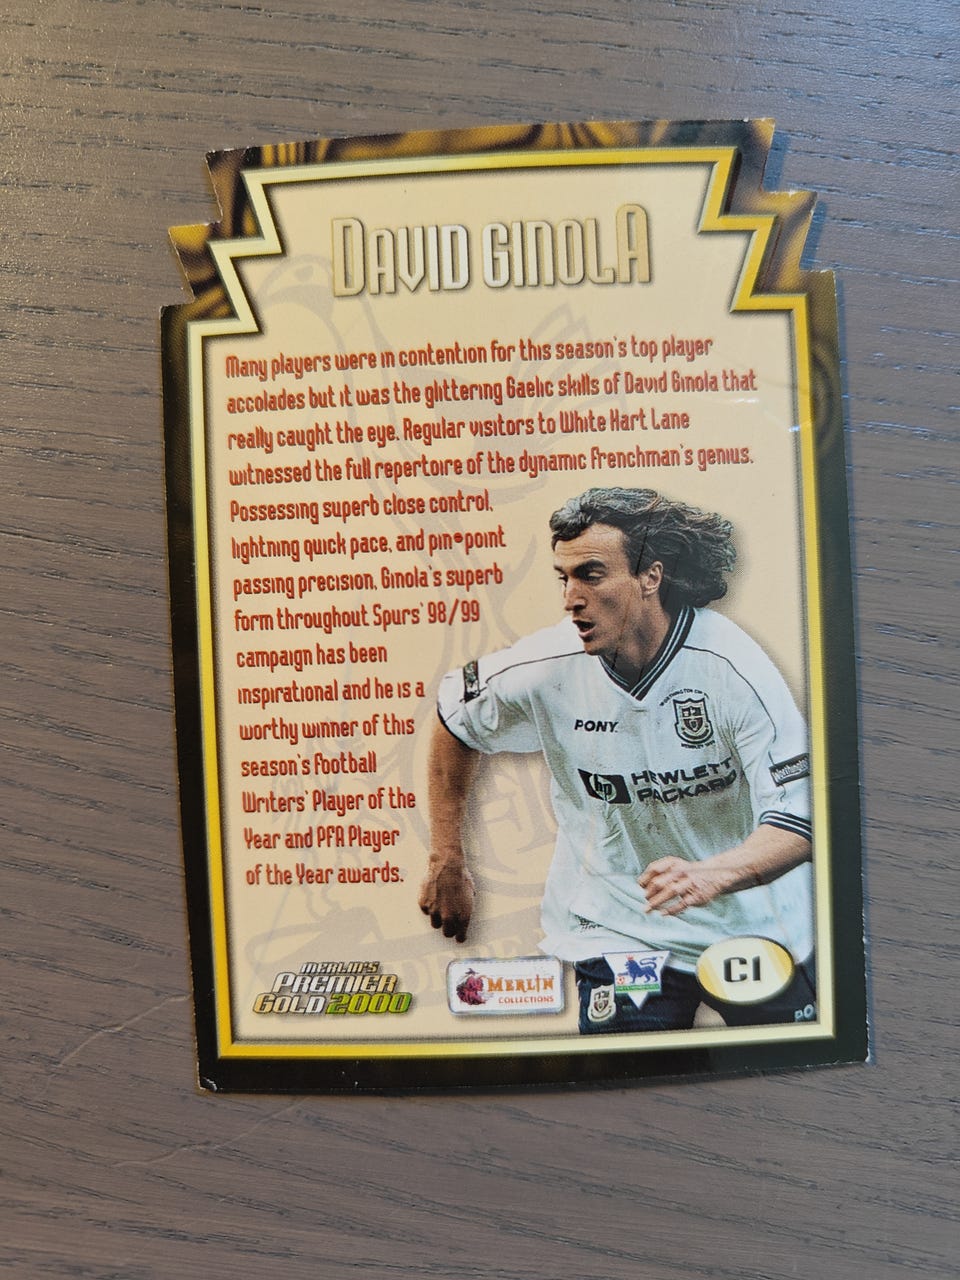 DAVID GINOLA
Many players were in contention for this season's top player
accolades but it was the glittering Gaelic skills of David Ginola that
really caught the eye. Regular visitors to White Hart Lane
witnessed the full repertoire of the dynamic Frenchman's genius.
Possessing superb close control,
lightning quick pace, and pin-point
passing precision, Ginola's superb
form throughout Spurs' 98/99
campaign has been
inspirational and he is a
worthy winner of this
season's Football
Writers' Player of the
Year and PFA Player
of the Year awards.
PONY
WORTHINGTON CUP
hp HEWLETT
PACKARD
Worthington
MERLIN'S
PREMIER
GOLD 2000
MERLIN
COLLECTIONS
C1